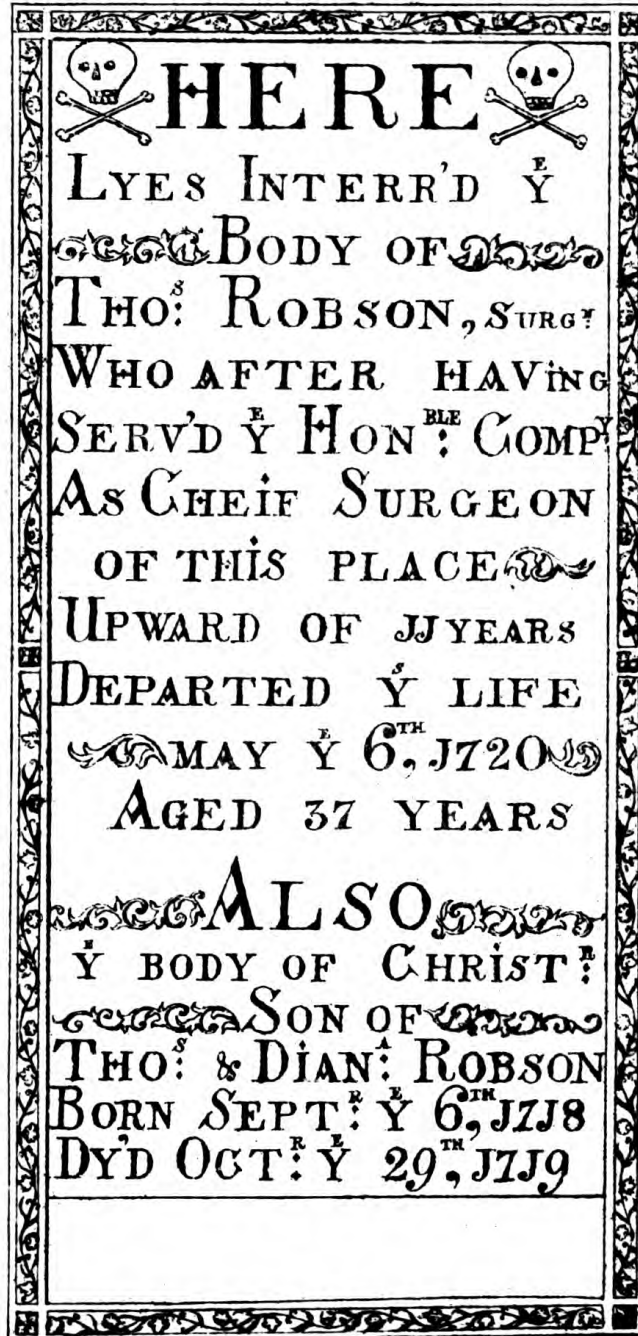 HERE
LYES INTERR'D Yᴱ
BODY OF
THOˢ: ROBSON, SURGʸ:
WHO AFTER HAViNG
SERV'D Yᴱ HONᴮᴸᴱ: COMPʸ:
AS CHEiF SURGEON
OF THiS PLACE
UPWARD OF JJ YEARS
DEPARTED Yˢ LIFE
MAY Yᴱ 6ᵀᴴ, J720
AGED 37 YEARS
ALSO
Yᴱ BODY OF CHRiSTᴿ:
SON OF
THOˢ: & DiANᴬ: ROBSON
BORN SEPTᴿ: Yᴱ 6ᵀᴴ, J7J8
DY'D OCTᴿ: Yᴱ 29ᵀᴴ, J7J9